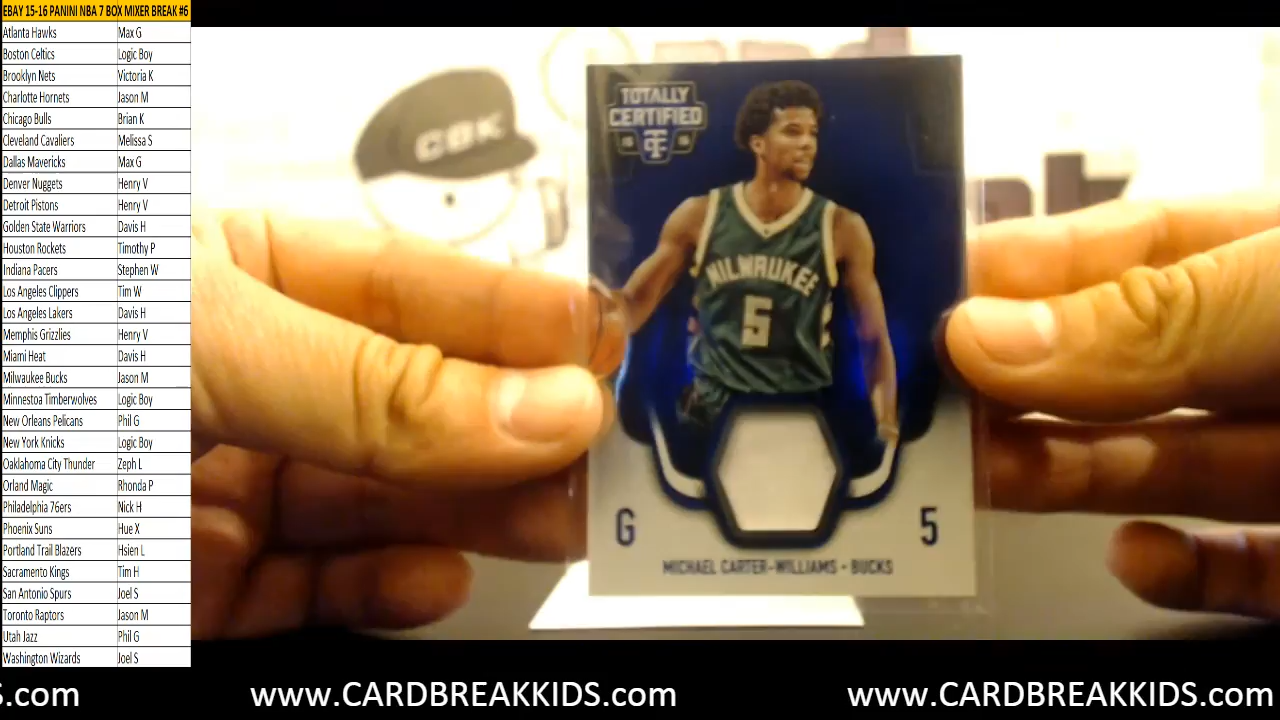 EBAY 15-16 PANINI NBA 7 BOX MIXER BREAK #6
Atlanta Hawks Max G
Boston Celtics Logic Boy
Brooklyn Nets Victoria K
Charlotte Hornets Jason M
Chicago Bulls Brian K
Cleveland Cavaliers Melissa S
Dallas Mavericks Max G
Denver Nuggets Henry V
Detroit Pistons Henry V
Golden State Warriors Davis H
Houston Rockets Timothy P
Indiana Pacers Stephen W
Los Angeles Clippers Tim W
Los Angeles Lakers Davis H
Memphis Grizzlies Henry V
Miami Heat Davis H
Milwaukee Bucks Jason M
Minnestoa Timberwolves Logic Boy
New Orleans Pelicans Phil G
New York Knicks Logic Boy
Oaklahoma City Thunder Zeph L
Orland Magic Rhonda P
Philadelphia 76ers Nick H
Phoenix Suns Hue X
Portland Trail Blazers Hsien L
Sacramento Kings Tim H
San Antonio Spurs Joel S
Toronto Raptors Jason M
Utah Jazz Phil G
Washington Wizards Joel S
CBK
TOTALLY
CERTIFIED
TC
MILWAUKEE
5
G 5
MICHAEL CARTER-WILLIAMS • BUCKS
S.com www.CARDBREAKKIDS.com www.CARDBREAKKIDS.com